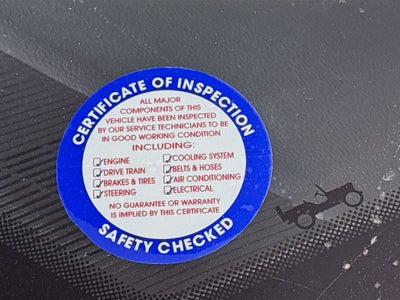 CERTIFICATE OF INSPECTION
ALL MAJOR
COMPONENTS OF THIS
VEHICLE HAVE BEEN INSPECTED
BY OUR SERVICE TECHNICIANS TO BE
IN GOOD WORKING CONDITION
INCLUDING:
ENGINE
DRIVE TRAIN
BRAKES & TIRES
STEERING
COOLING SYSTEM
BELTS & HOSES
AIR CONDITIONING
ELECTRICAL
NO GUARANTEE OR WARRANTY
IS IMPLIED BY THIS CERTIFICATE
SAFETY CHECKED